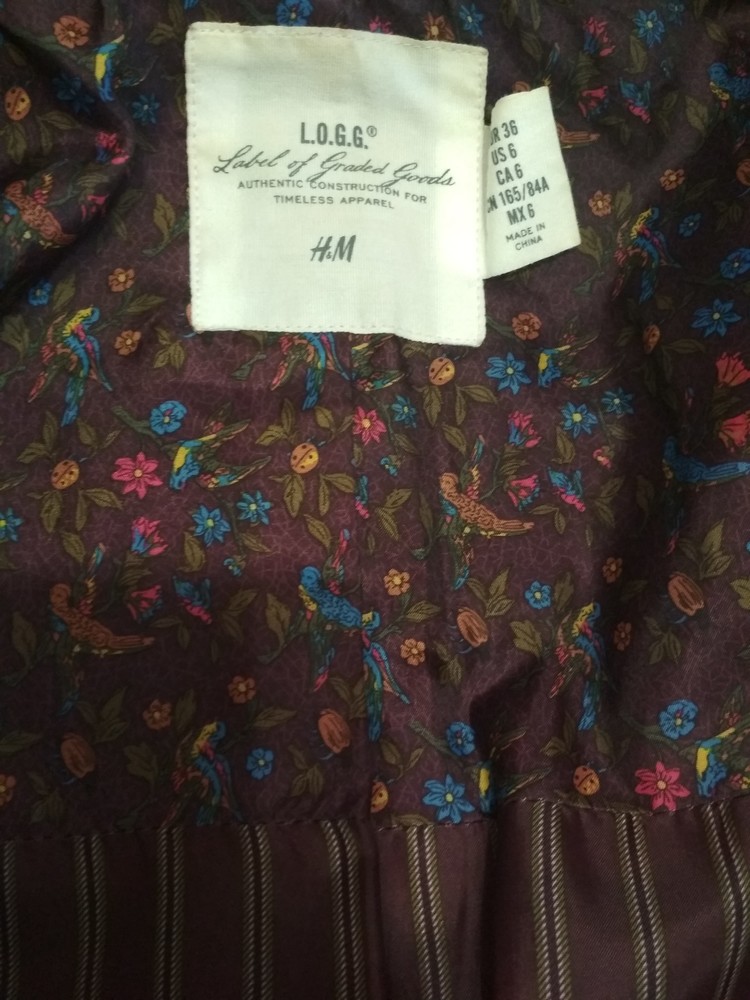 L.O.G.G.®
Label of Graded Goods
AUTHENTIC CONSTRUCTION FOR
TIMELESS APPAREL
H&M
R 36
US 6
CA 6
N 165/84A
MX 6
MADE IN
CHINA